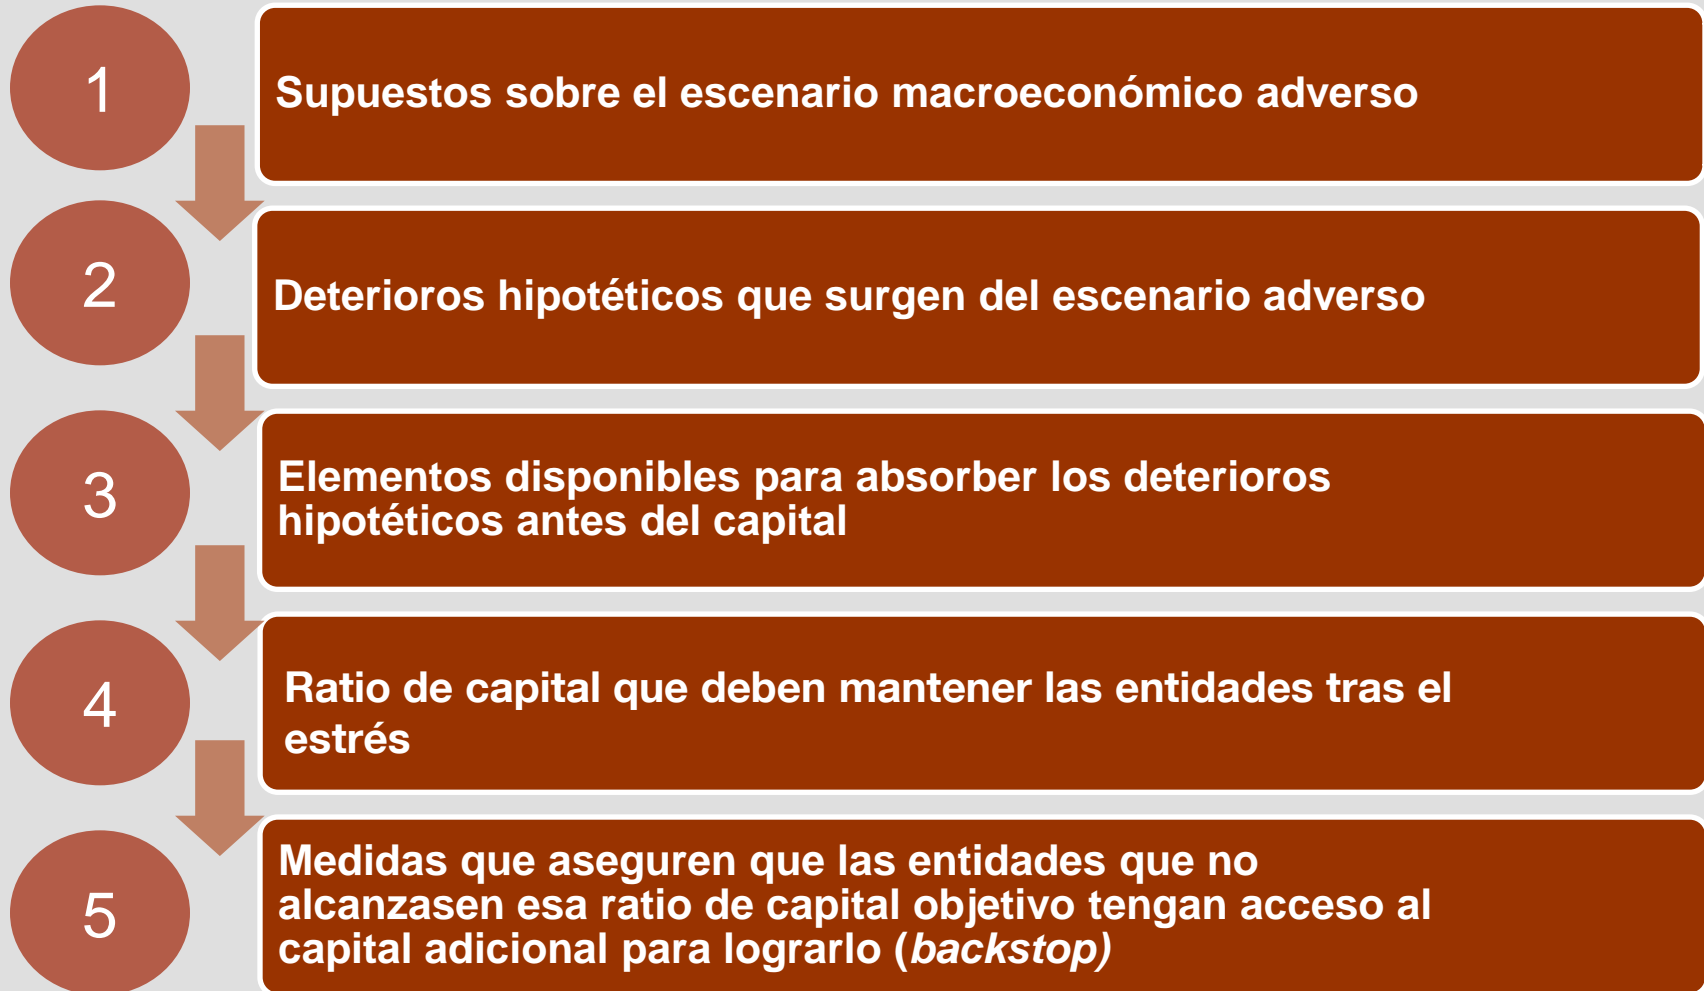 1
Supuestos sobre el escenario macroeconómico adverso
2
Deterioros hipotéticos que surgen del escenario adverso
3
Elementos disponibles para absorber los deterioros
hipotéticos antes del capital
4
Ratio de capital que deben mantener las entidades tras el
estrés
5
Medidas que aseguren que las entidades que no
alcanzasen esa ratio de capital objetivo tengan acceso al
capital adicional para lograrlo (backstop)